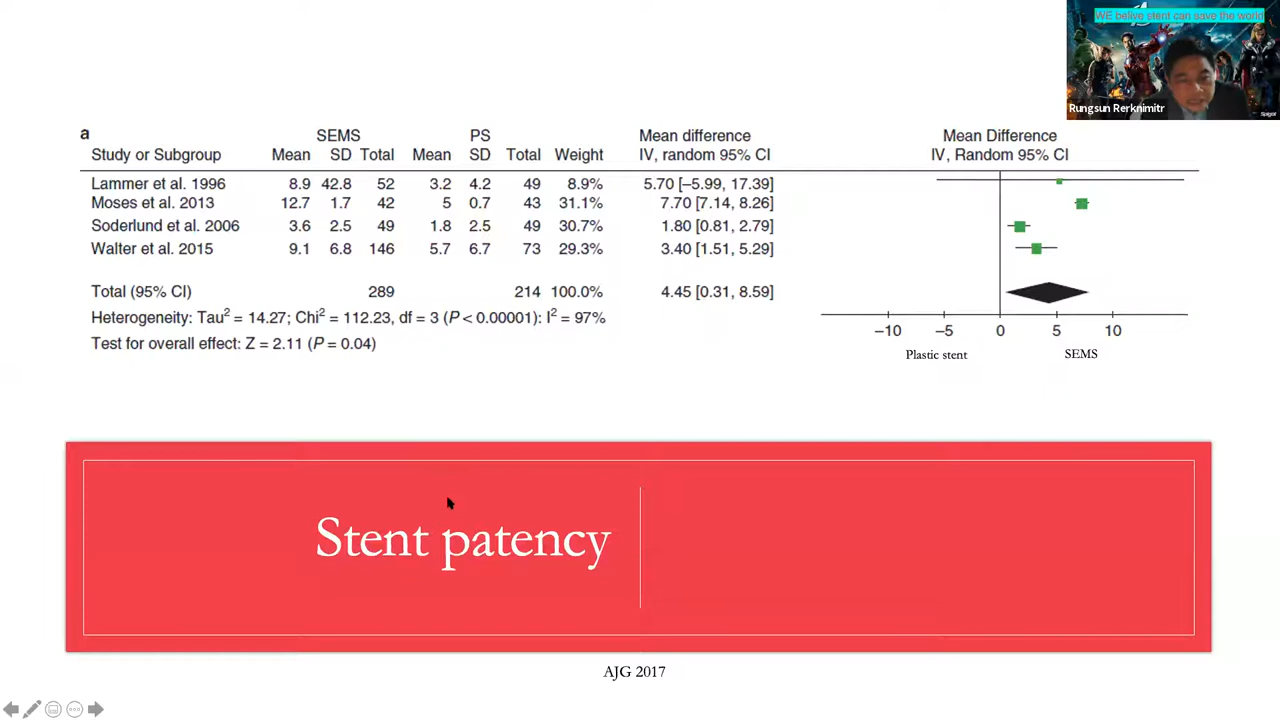 WE belive stent can save the world
Rungsun Rerknimitr
a
SEMS PS Mean difference Mean Difference
Study or Subgroup Mean SD Total Mean SD Total Weight IV, random 95% CI IV, Random 95% CI
Lammer et al. 1996 8.9 42.8 52 3.2 4.2 49 8.9% 5.70 [–5.99, 17.39]
Moses et al. 2013 12.7 1.7 42 5 0.7 43 31.1% 7.70 [7.14, 8.26]
Soderlund et al. 2006 3.6 2.5 49 1.8 2.5 49 30.7% 1.80 [0.81, 2.79]
Walter et al. 2015 9.1 6.8 146 5.7 6.7 73 29.3% 3.40 [1.51, 5.29]
Total (95% CI) 289 214 100.0% 4.45 [0.31, 8.59]
Heterogeneity: Tau² = 14.27; Chi² = 112.23, df = 3 (P < 0.00001): I² = 97%
Test for overall effect: Z = 2.11 (P = 0.04)
–10 –5 0 5 10
Plastic stent SEMS
Stent patency
AJG 2017